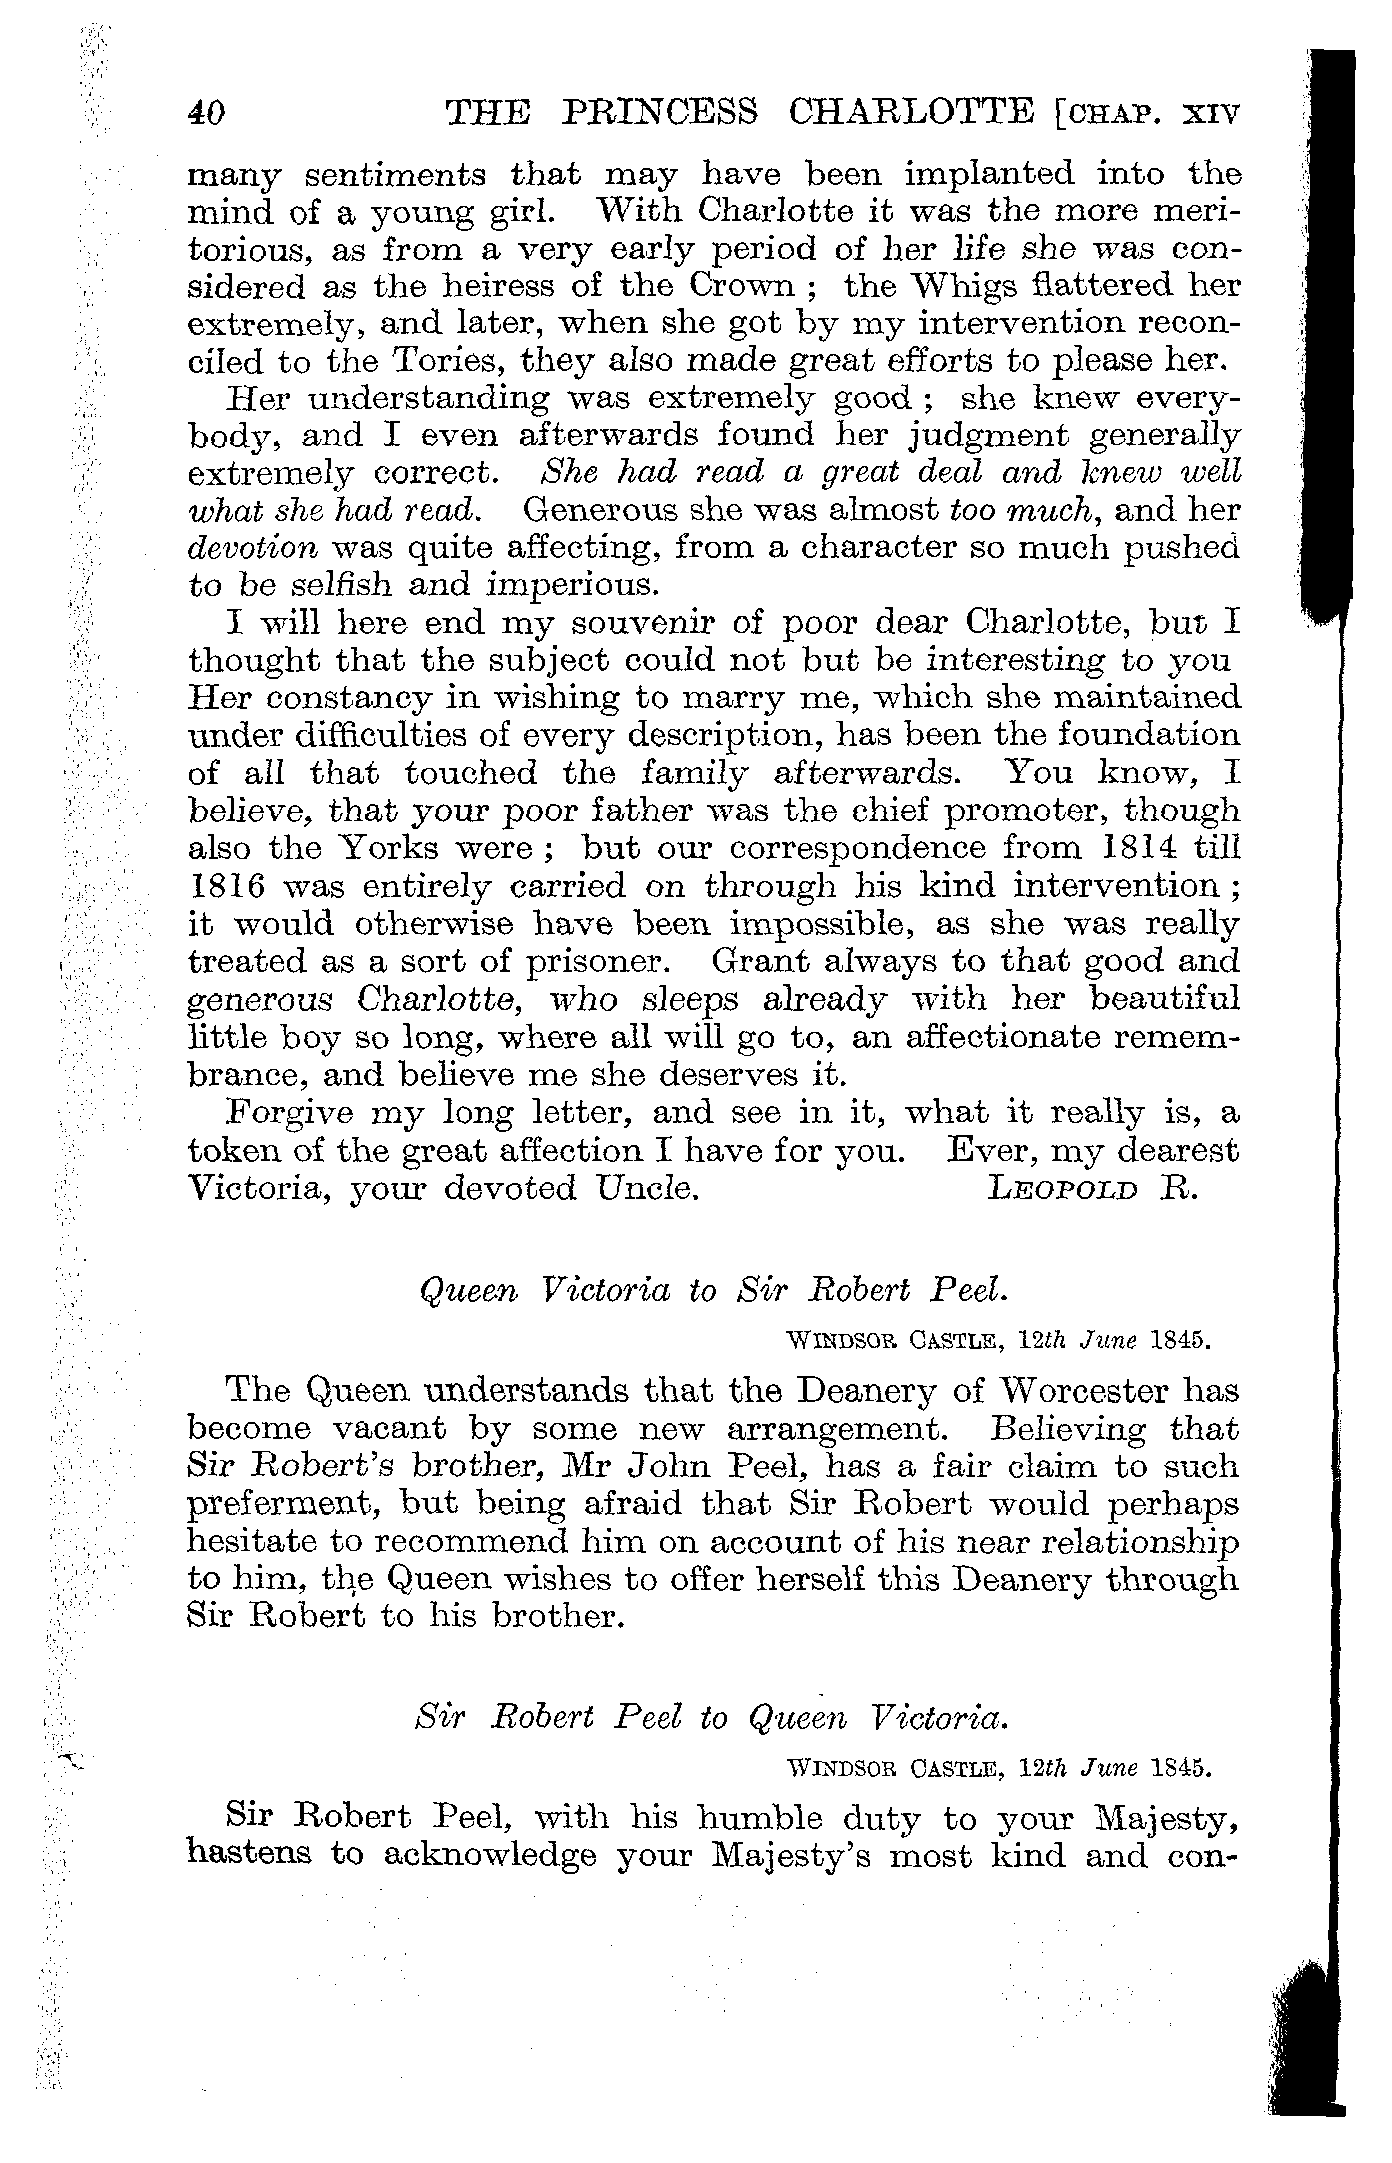 40 THE PRINCESS CHARLOTTE [CHAP. XIV
many sentiments that may have been implanted into the
mind of a young girl. With Charlotte it was the more meri-
torious, as from a very early period of her life she was con-
sidered as the heiress of the Crown ; the Whigs flattered her
extremely, and later, when she got by my intervention recon-
ciled to the Tories, they also made great efforts to please her.
Her understanding was extremely good ; she knew every-
body, and I even afterwards found her judgment generally
extremely correct. She had read a great deal and knew well
what she had read. Generous she was almost too much, and her
devotion was quite affecting, from a character so much pushed
to be selfish and imperious.
I will here end my souvenir of poor dear Charlotte, but I
thought that the subject could not but be interesting to you
Her constancy in wishing to marry me, which she maintained
under difficulties of every description, has been the foundation
of all that touched the family afterwards. You know, I
believe, that your poor father was the chief promoter, though
also the Yorks were ; but our correspondence from 1814 till
1816 was entirely carried on through his kind intervention ;
it would otherwise have been impossible, as she was really
treated as a sort of prisoner. Grant always to that good and
generous Charlotte, who sleeps already with her beautiful
little boy so long, where all will go to, an affectionate remem-
brance, and believe me she deserves it.
Forgive my long letter, and see in it, what it really is, a
token of the great affection I have for you. Ever, my dearest
Victoria, your devoted Uncle. LEOPOLD R.
Queen Victoria to Sir Robert Peel.
WINDSOR CASTLE, 12th June 1845.
The Queen understands that the Deanery of Worcester has
become vacant by some new arrangement. Believing that
Sir Robert's brother, Mr John Peel, has a fair claim to such
preferment, but being afraid that Sir Robert would perhaps
hesitate to recommend him on account of his near relationship
to him, the Queen wishes to offer herself this Deanery through
Sir Robert to his brother.
Sir Robert Peel to Queen Victoria.
WINDSOR CASTLE, 12th June 1845.
Sir Robert Peel, with his humble duty to your Majesty,
hastens to acknowledge your Majesty's most kind and con-